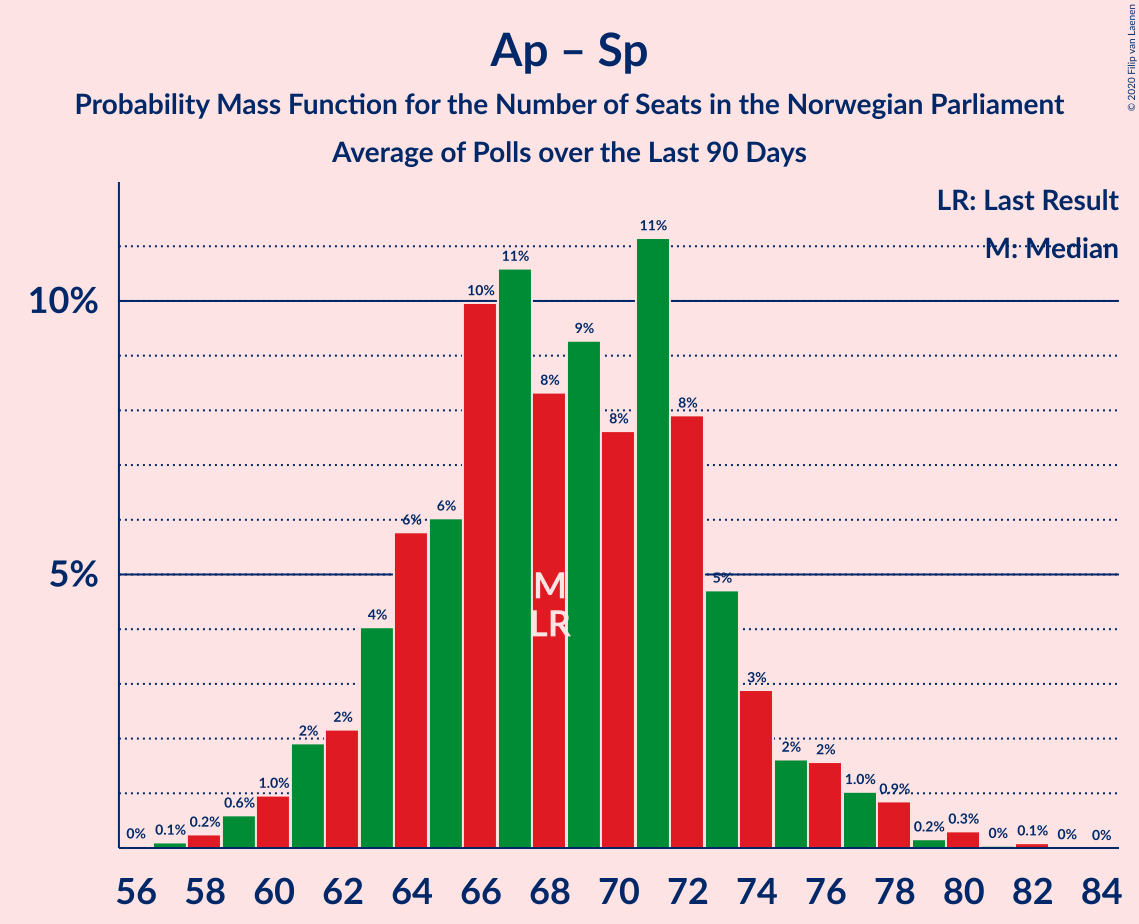 Ap – Sp
Probability Mass Function for the Number of Seats in the Norwegian Parliament
Average of Polls over the Last 90 Days
© 2020 Filip van Laenen
LR: Last Result
M: Median
10%
5%
0% 0.1% 0.2% 0.6% 1.0% 2% 2% 4% 6% 6% 10% 11% 8% 9% 8% 11% 8% 5% 3% 2% 2% 1.0% 0.9% 0.2% 0.3% 0% 0.1% 0% 0%
M
LR
56 58 60 62 64 66 68 70 72 74 76 78 80 82 84